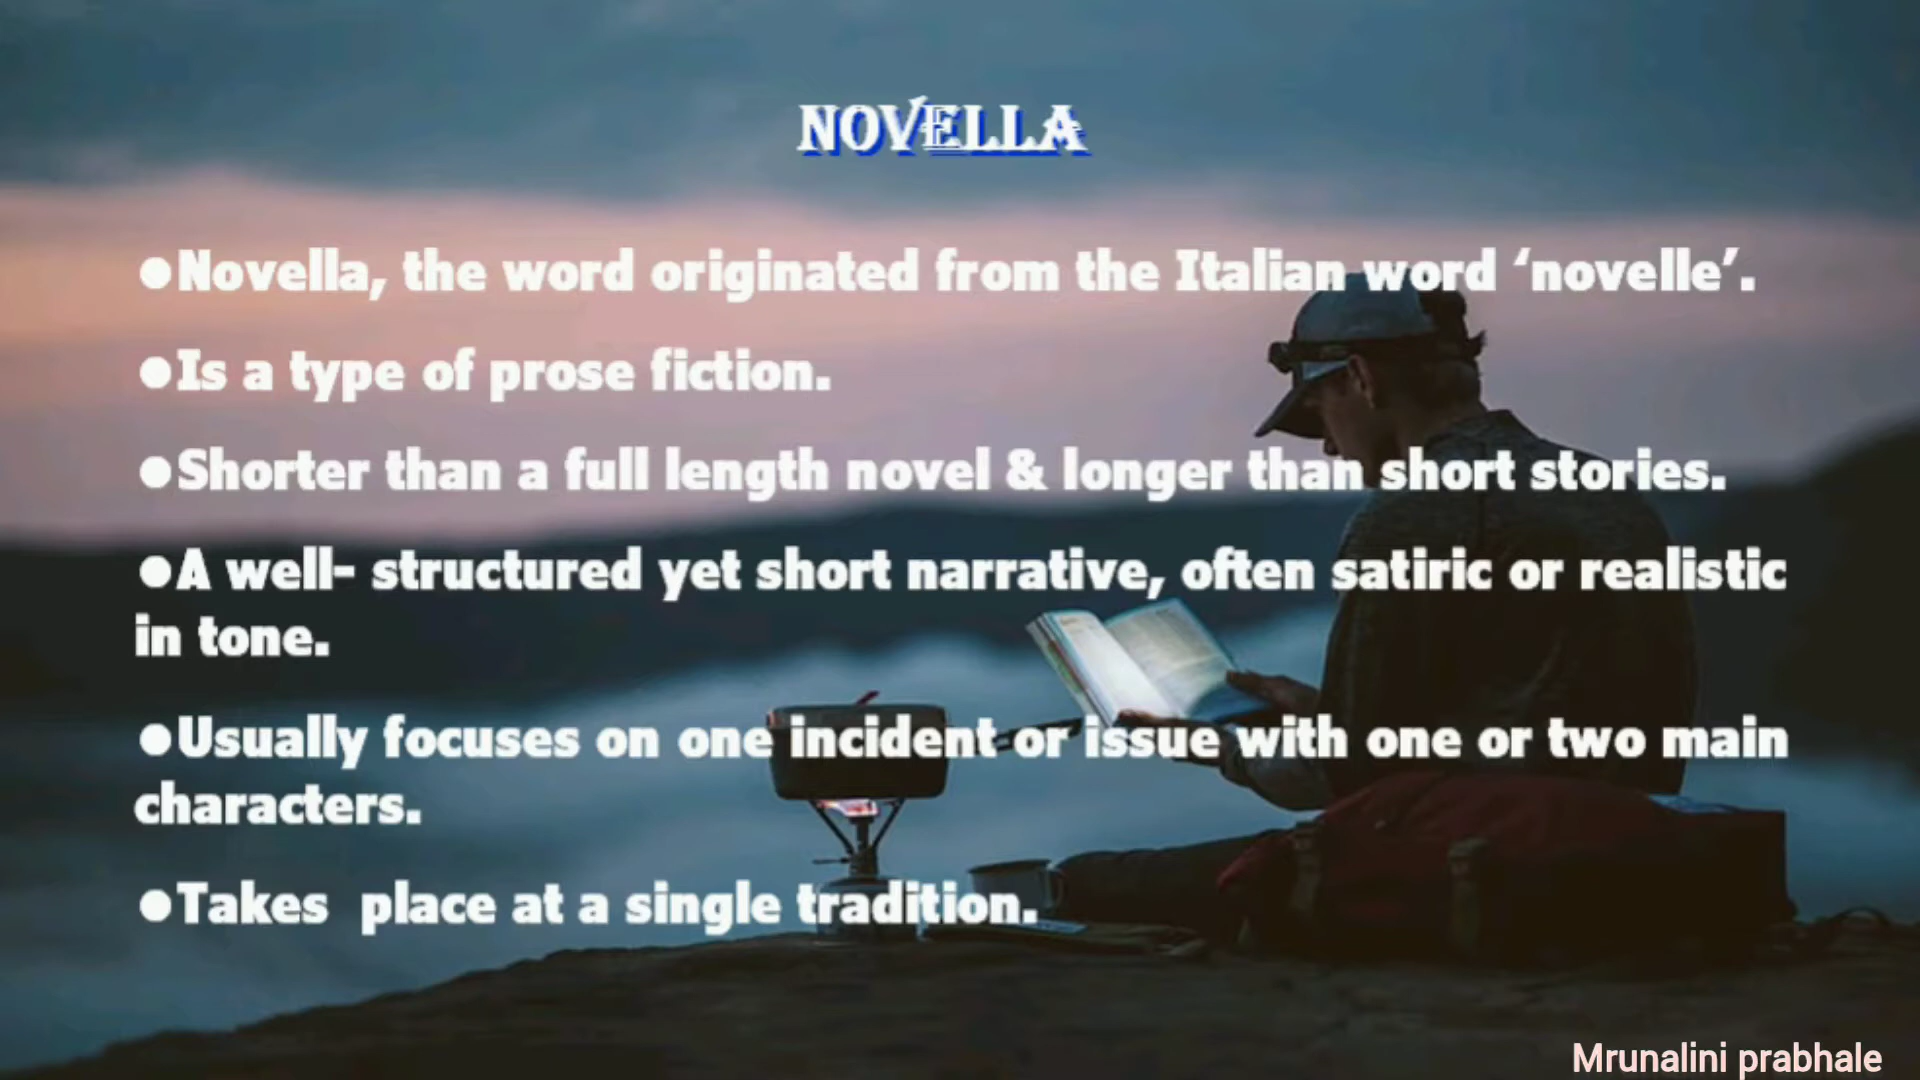 NOVELLA
●Novella, the word originated from the Italian word ‘novelle’.
●Is a type of prose fiction.
●Shorter than a full length novel & longer than short stories.
●A well- structured yet short narrative, often satiric or realistic
in tone.
●Usually focuses on one incident or issue with one or two main
characters.
●Takes  place at a single tradition.
Mrunalini prabhale